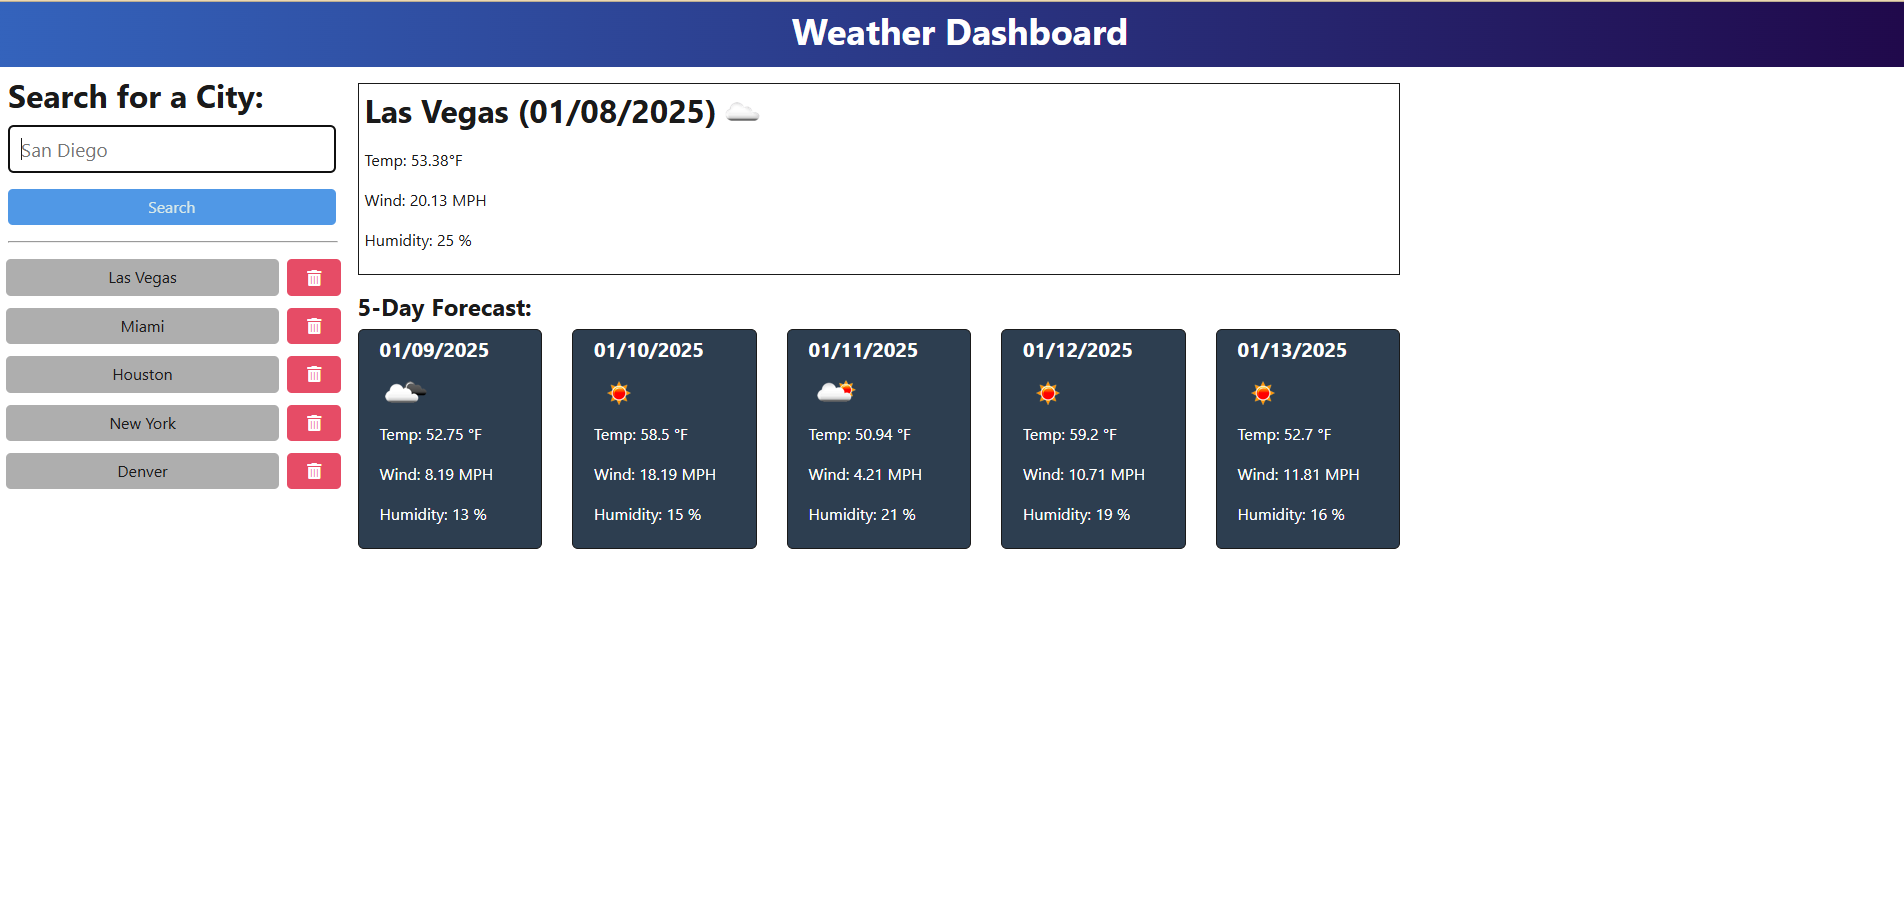 Weather Dashboard
Search for a City:
San Diego
Search
Las Vegas
Miami
Houston
New York
Denver
Las Vegas (01/08/2025)
Temp: 53.38°F
Wind: 20.13 MPH
Humidity: 25 %
5-Day Forecast:
01/09/2025
Temp: 52.75 °F
Wind: 8.19 MPH
Humidity: 13 %
01/10/2025
Temp: 58.5 °F
Wind: 18.19 MPH
Humidity: 15 %
01/11/2025
Temp: 50.94 °F
Wind: 4.21 MPH
Humidity: 21 %
01/12/2025
Temp: 59.2 °F
Wind: 10.71 MPH
Humidity: 19 %
01/13/2025
Temp: 52.7 °F
Wind: 11.81 MPH
Humidity: 16 %